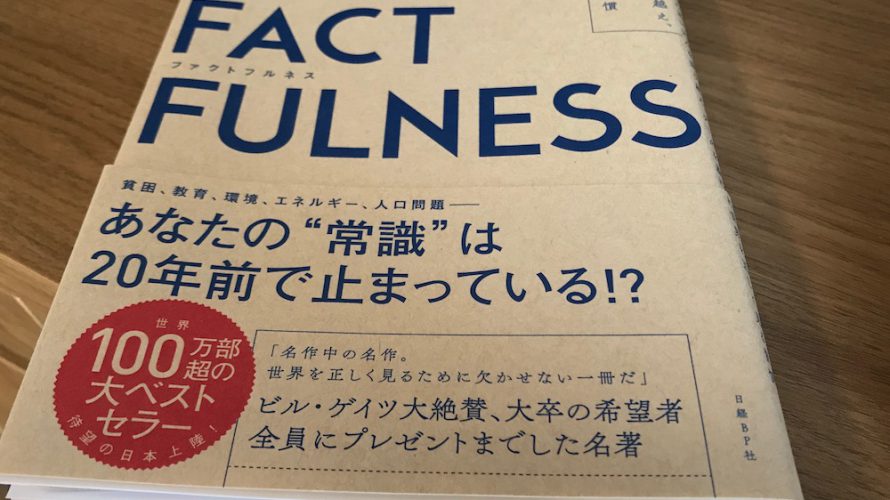 越え、
慣
FACT
ファクトフルネス
FULNESS
貧困、教育、環境、エネルギー、人口問題——
あなたの“常識”は
20年前で止まっている!?
世界
100万部
超の
大ベスト
セラー
待望の日本上陸!
「名作中の名作。
世界を正しく見るために欠かせない一冊だ」
ビル・ゲイツ大絶賛、大卒の希望者
全員にプレゼントまでした名著
日経BP社